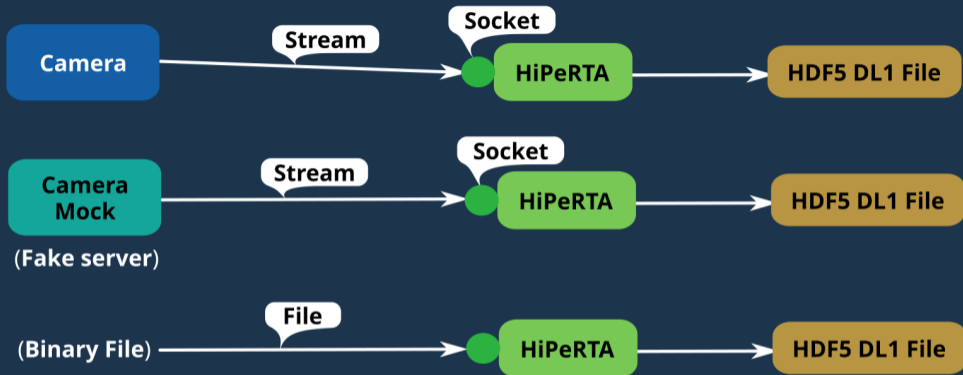 Socket
Stream
Camera
HiPeRTA
HDF5 DL1 File
Socket
Stream
Camera
Mock
HiPeRTA
HDF5 DL1 File
(Fake server)
File
(Binary File)
HiPeRTA
HDF5 DL1 File